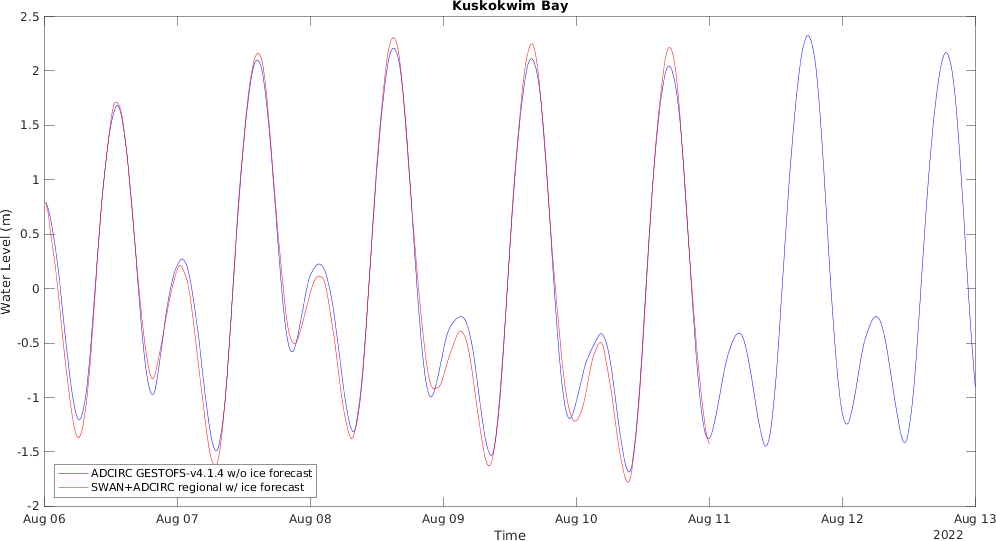 Kuskokwim Bay
2.5
2
1.5
1
0.5
0
-0.5
-1
-1.5
-2
Water Level (m)
ADCIRC GESTOFS-v4.1.4 w/o ice forecast
SWAN+ADCIRC regional w/ ice forecast
Aug 06 Aug 07 Aug 08 Aug 09 Aug 10 Aug 11 Aug 12 Aug 13
Time
2022